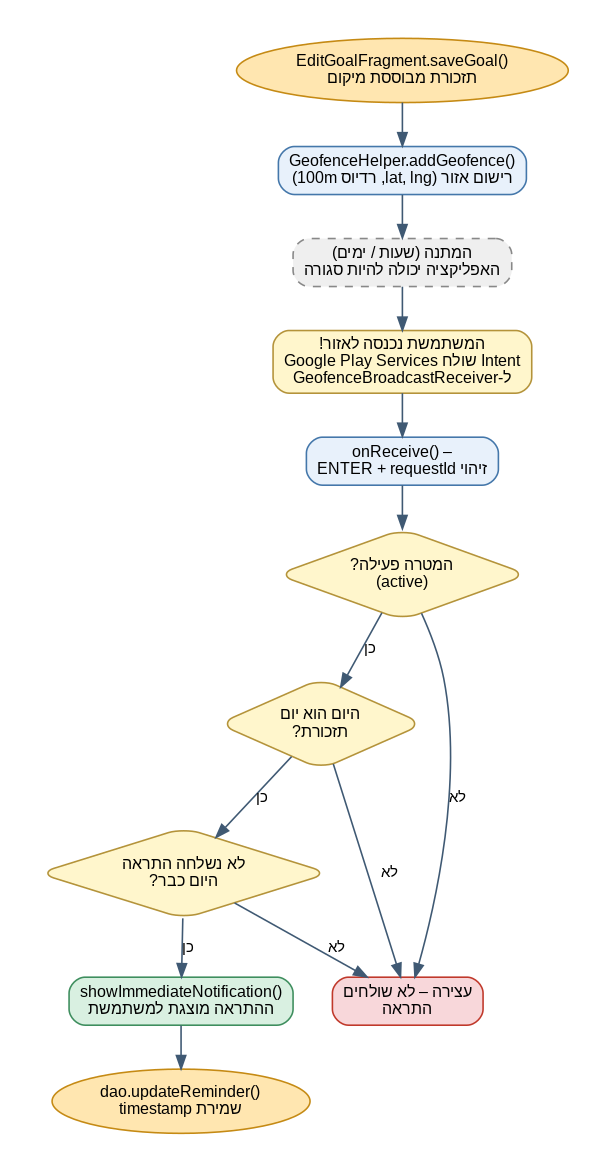 EditGoalFragment.saveGoal()
תזכורת מבוססת מיקום
GeofenceHelper.addGeofence()
רישום אזור (lat, lng, רדיוס 100m)
המתנה (שעות / ימים)
האפליקציה יכולה להיות סגורה
המשתמשת נכנסה לאזור!
Google Play Services שולח Intent
ל-GeofenceBroadcastReceiver
onReceive() –
זיהוי ENTER + requestId
המטרה פעילה?
(active)
כן
היום הוא יום
תזכורת?
כן
לא
לא נשלחה התראה
היום כבר?
לא
כן
לא
showImmediateNotification()
ההתראה מוצגת למשתמשת
עצירה – לא שולחים
התראה
dao.updateReminder()
שמירת timestamp